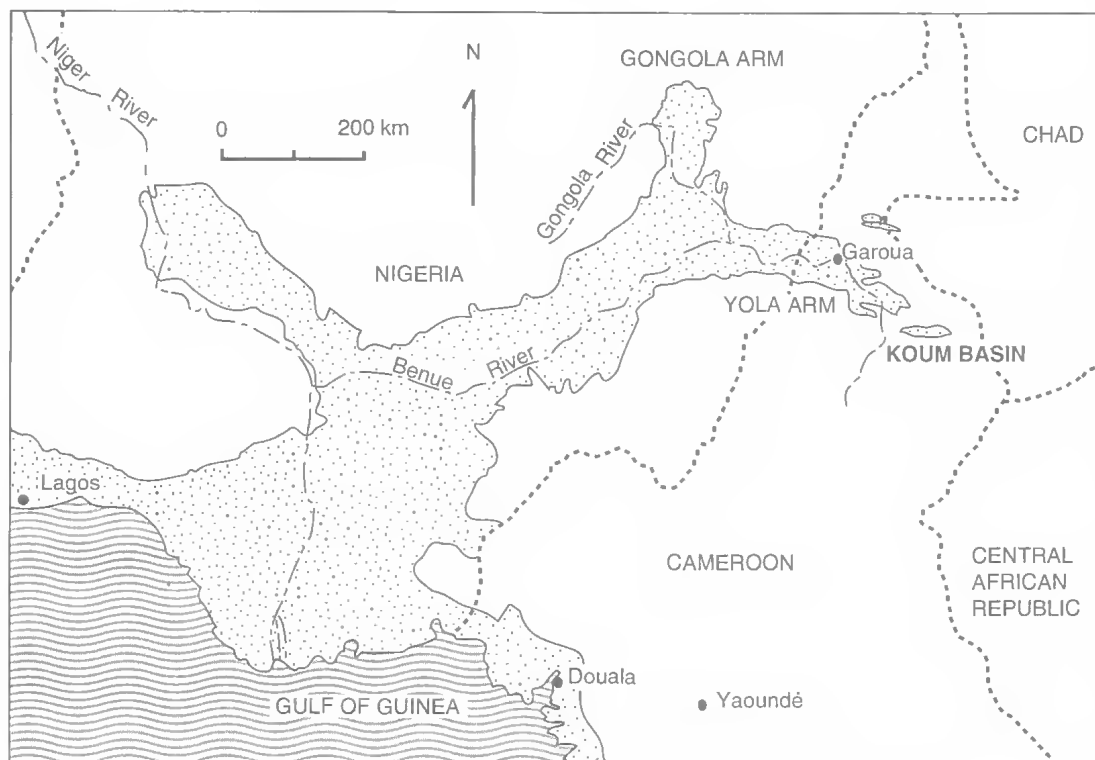 Niger River
N
GONGOLA ARM
0 200 km
CHAD
Gongola River
NIGERIA
Garoua
YOLA ARM
KOUM BASIN
Benue River
Lagos
CAMEROON
CENTRAL
AFRICAN
REPUBLIC
Douala
GULF OF GUINEA
Yaoundé